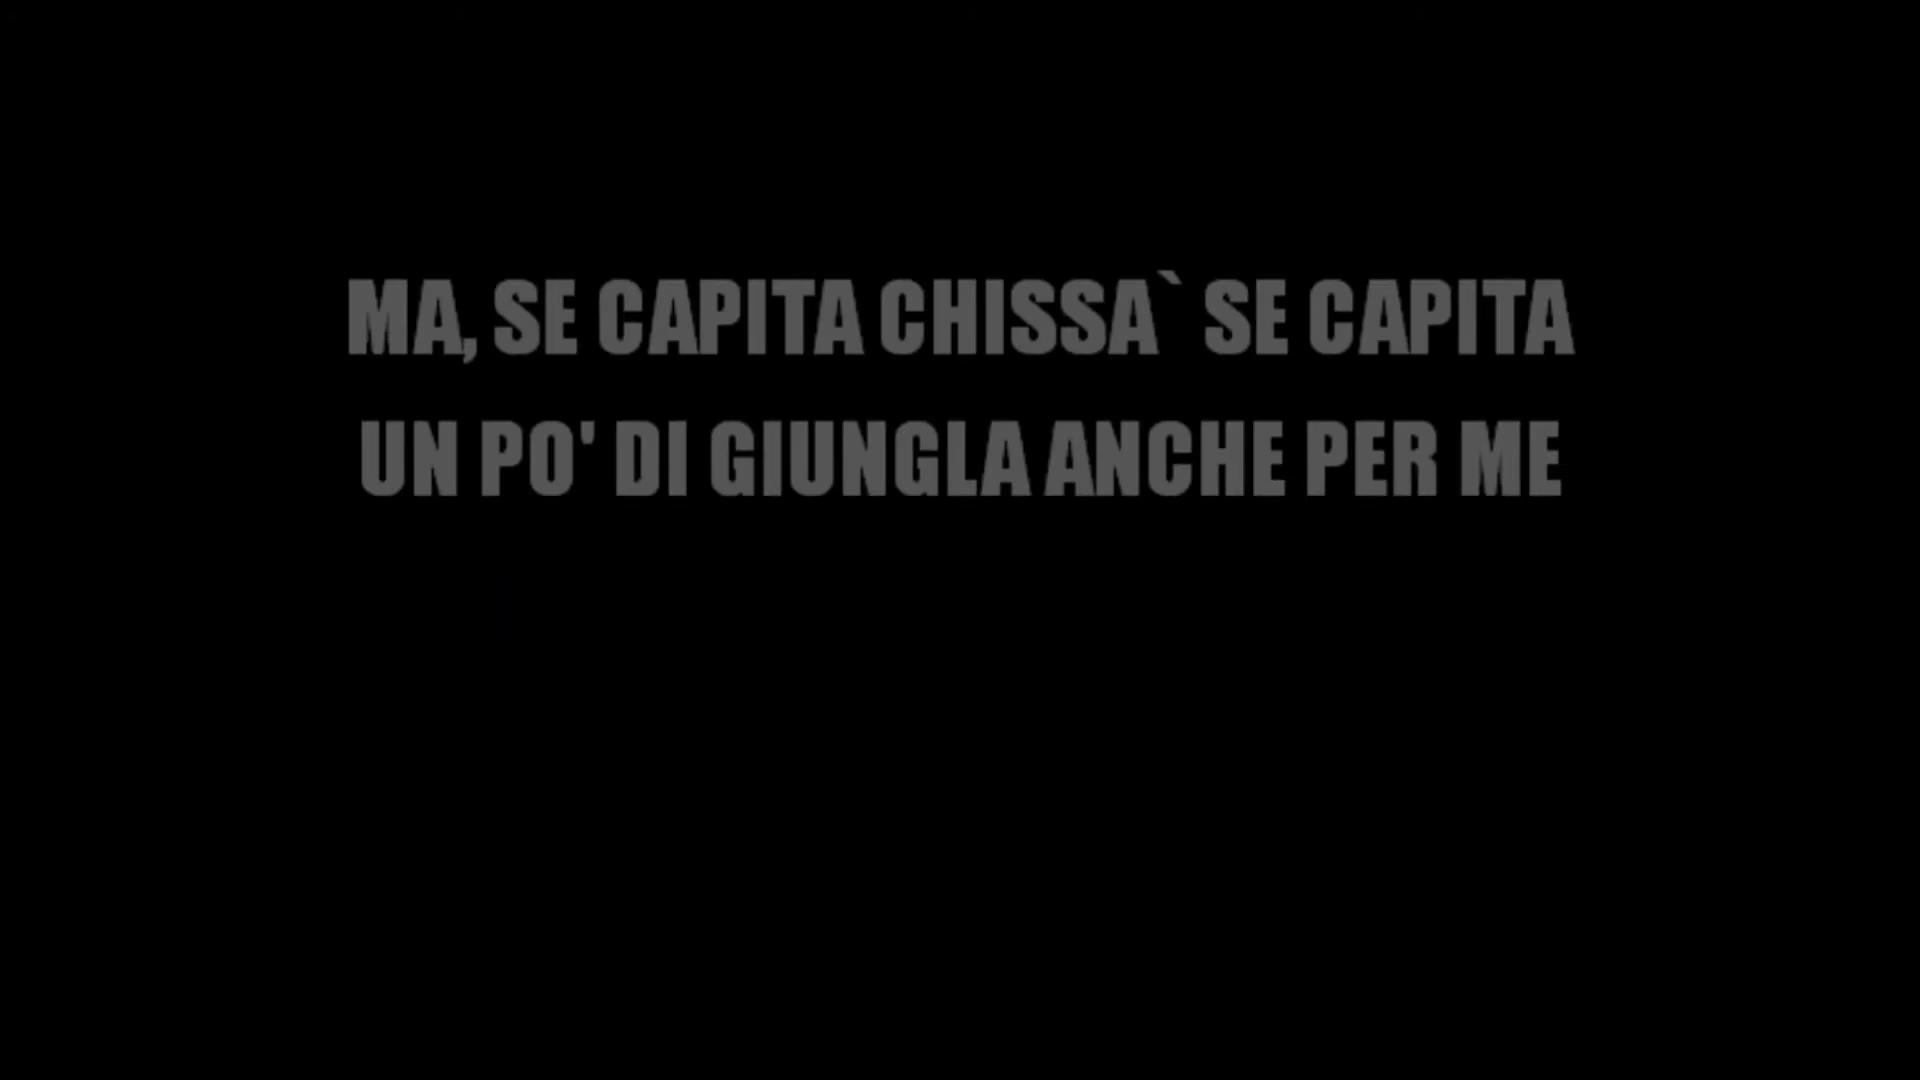 MA, SE CAPITA CHISSA` SE CAPITA
UN PO' DI GIUNGLA ANCHE PER ME